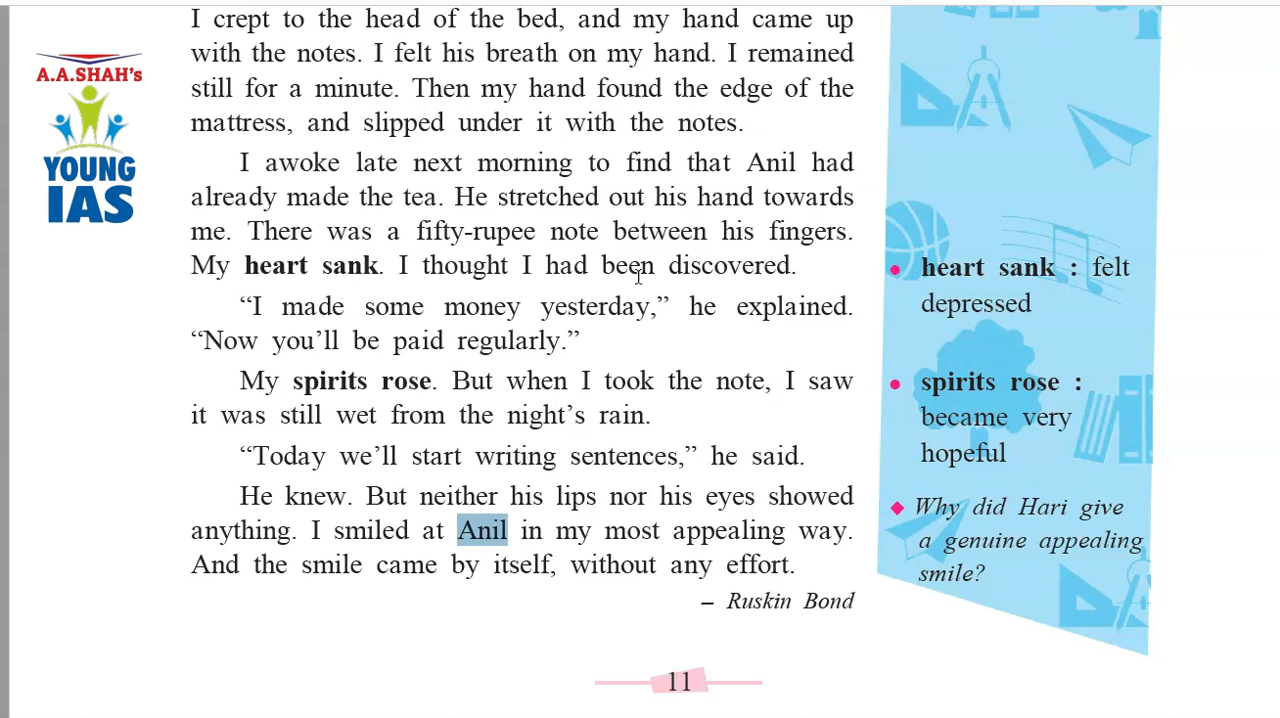 I crept to the head of the bed, and my hand came up
with the notes. I felt his breath on my hand. I remained
still for a minute. Then my hand found the edge of the
mattress, and slipped under it with the notes.
I awoke late next morning to find that Anil had
already made the tea. He stretched out his hand towards
me. There was a fifty-rupee note between his fingers.
My heart sank. I thought I had been discovered.
“I made some money yesterday,” he explained.
“Now you’ll be paid regularly.”
My spirits rose. But when I took the note, I saw
it was still wet from the night’s rain.
“Today we’ll start writing sentences,” he said.
He knew. But neither his lips nor his eyes showed
anything. I smiled at Anil in my most appealing way.
And the smile came by itself, without any effort.
– Ruskin Bond
11
A.A.SHAH's
YOUNG
IAS
heart sank : felt
depressed
spirits rose :
became very
hopeful
Why did Hari give
a genuine appealing
smile?